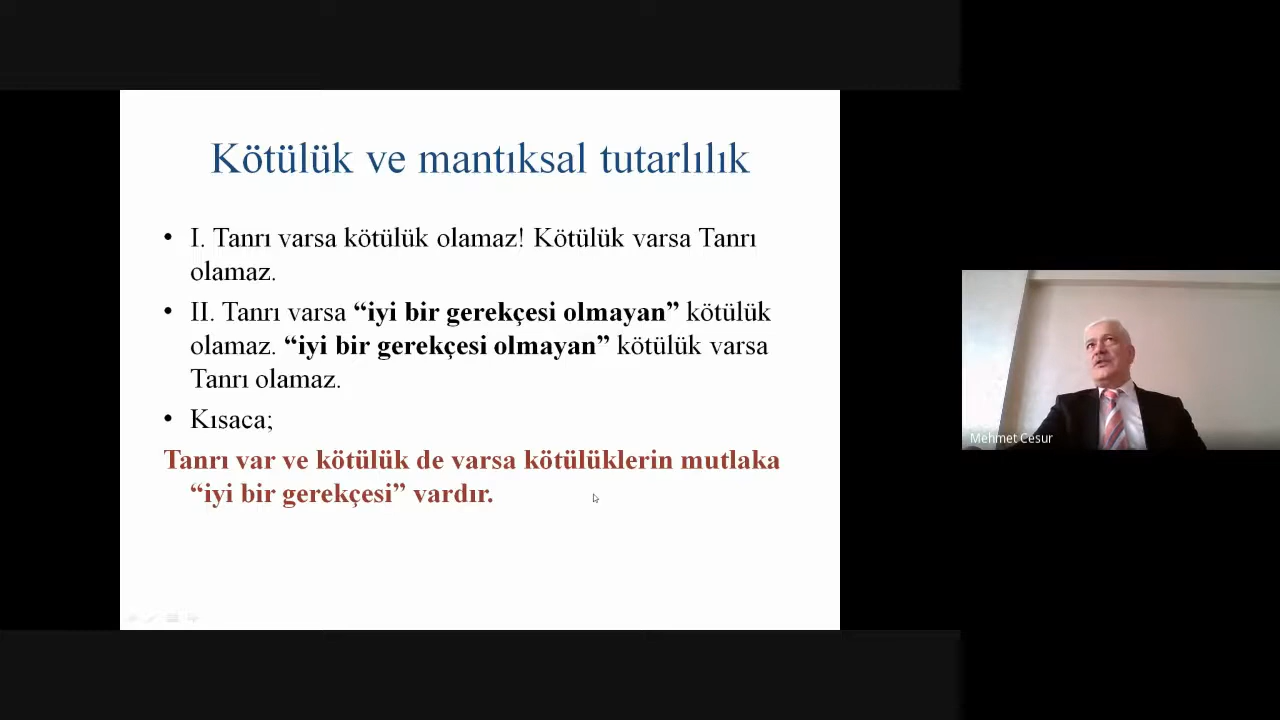 Kötülük ve mantıksal tutarlılık
• I. Tanrı varsa kötülük olamaz! Kötülük varsa Tanrı
olamaz.
• II. Tanrı varsa “iyi bir gerekçesi olmayan” kötülük
olamaz. “iyi bir gerekçesi olmayan” kötülük varsa
Tanrı olamaz.
• Kısaca;
Tanrı var ve kötülük de varsa kötülüklerin mutlaka
“iyi bir gerekçesi” vardır.
Mehmet Cesur